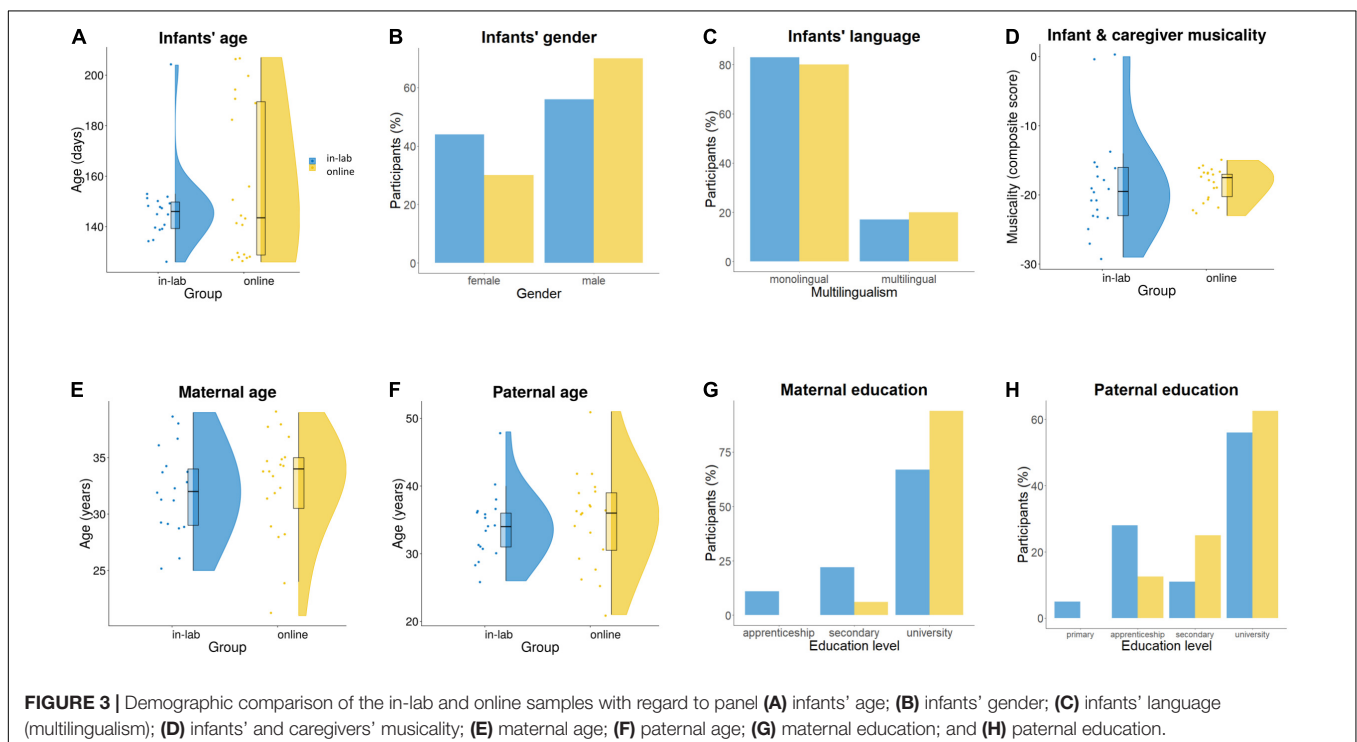 A Infants' age
Age (days)
200
180
160
140
in-lab online
Group
in-lab
online
B Infants' gender
Participants (%)
60
40
20
0
female male
Gender
C Infants' language
Participants (%)
80
60
40
20
0
monolingual multilingual
Multilingualism
D Infant & caregiver musicality
Musicality (composite score)
0
-10
-20
-30
in-lab online
Group
E Maternal age
Age (years)
35
30
25
in-lab online
Group
F Paternal age
Age (years)
50
40
30
20
in-lab online
Group
G Maternal education
Participants (%)
75
50
25
0
apprenticeship secondary university
Education level
H Paternal education
Participants (%)
60
40
20
0
primary apprenticeship secondary university
Education level
FIGURE 3 | Demographic comparison of the in-lab and online samples with regard to panel (A) infants' age; (B) infants' gender; (C) infants' language
(multilingualism); (D) infants' and caregivers' musicality; (E) maternal age; (F) paternal age; (G) maternal education; and (H) paternal education.